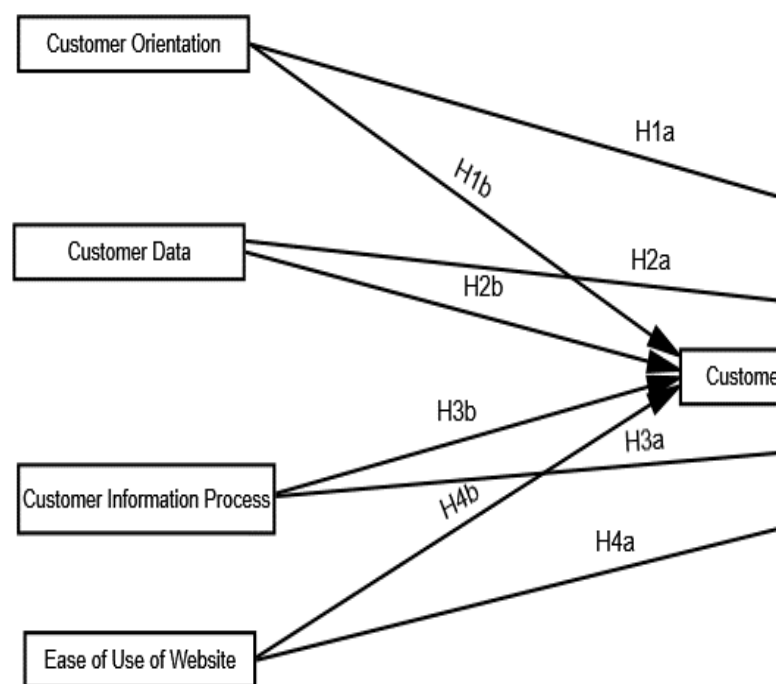 Customer Orientation
H1a
H1b
Customer Data
H2a
H2b
H3b
H3a
Customer Information Process
H4b
H4a
Ease of Use of Website